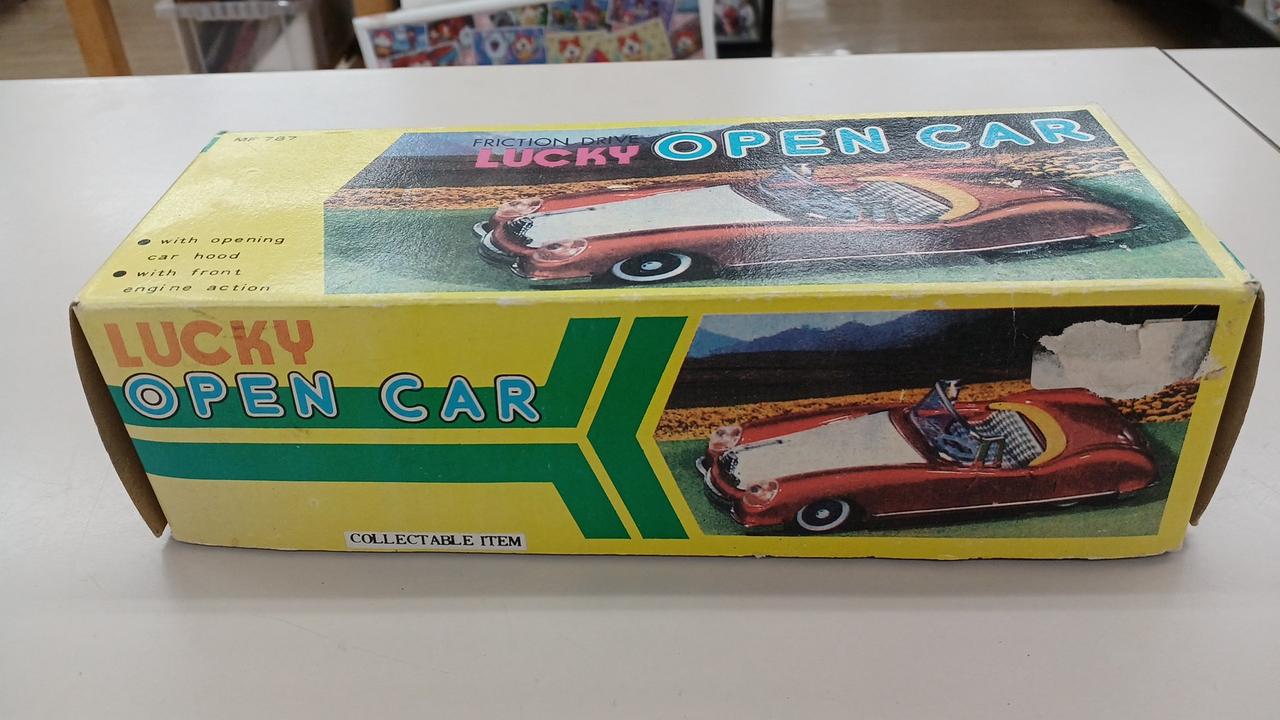 MF 787
FRICTION DRIVE
LUCKY OPEN CAR
● with opening
car hood
● with front
engine action
LUCKY
OPEN CAR
COLLECTABLE ITEM